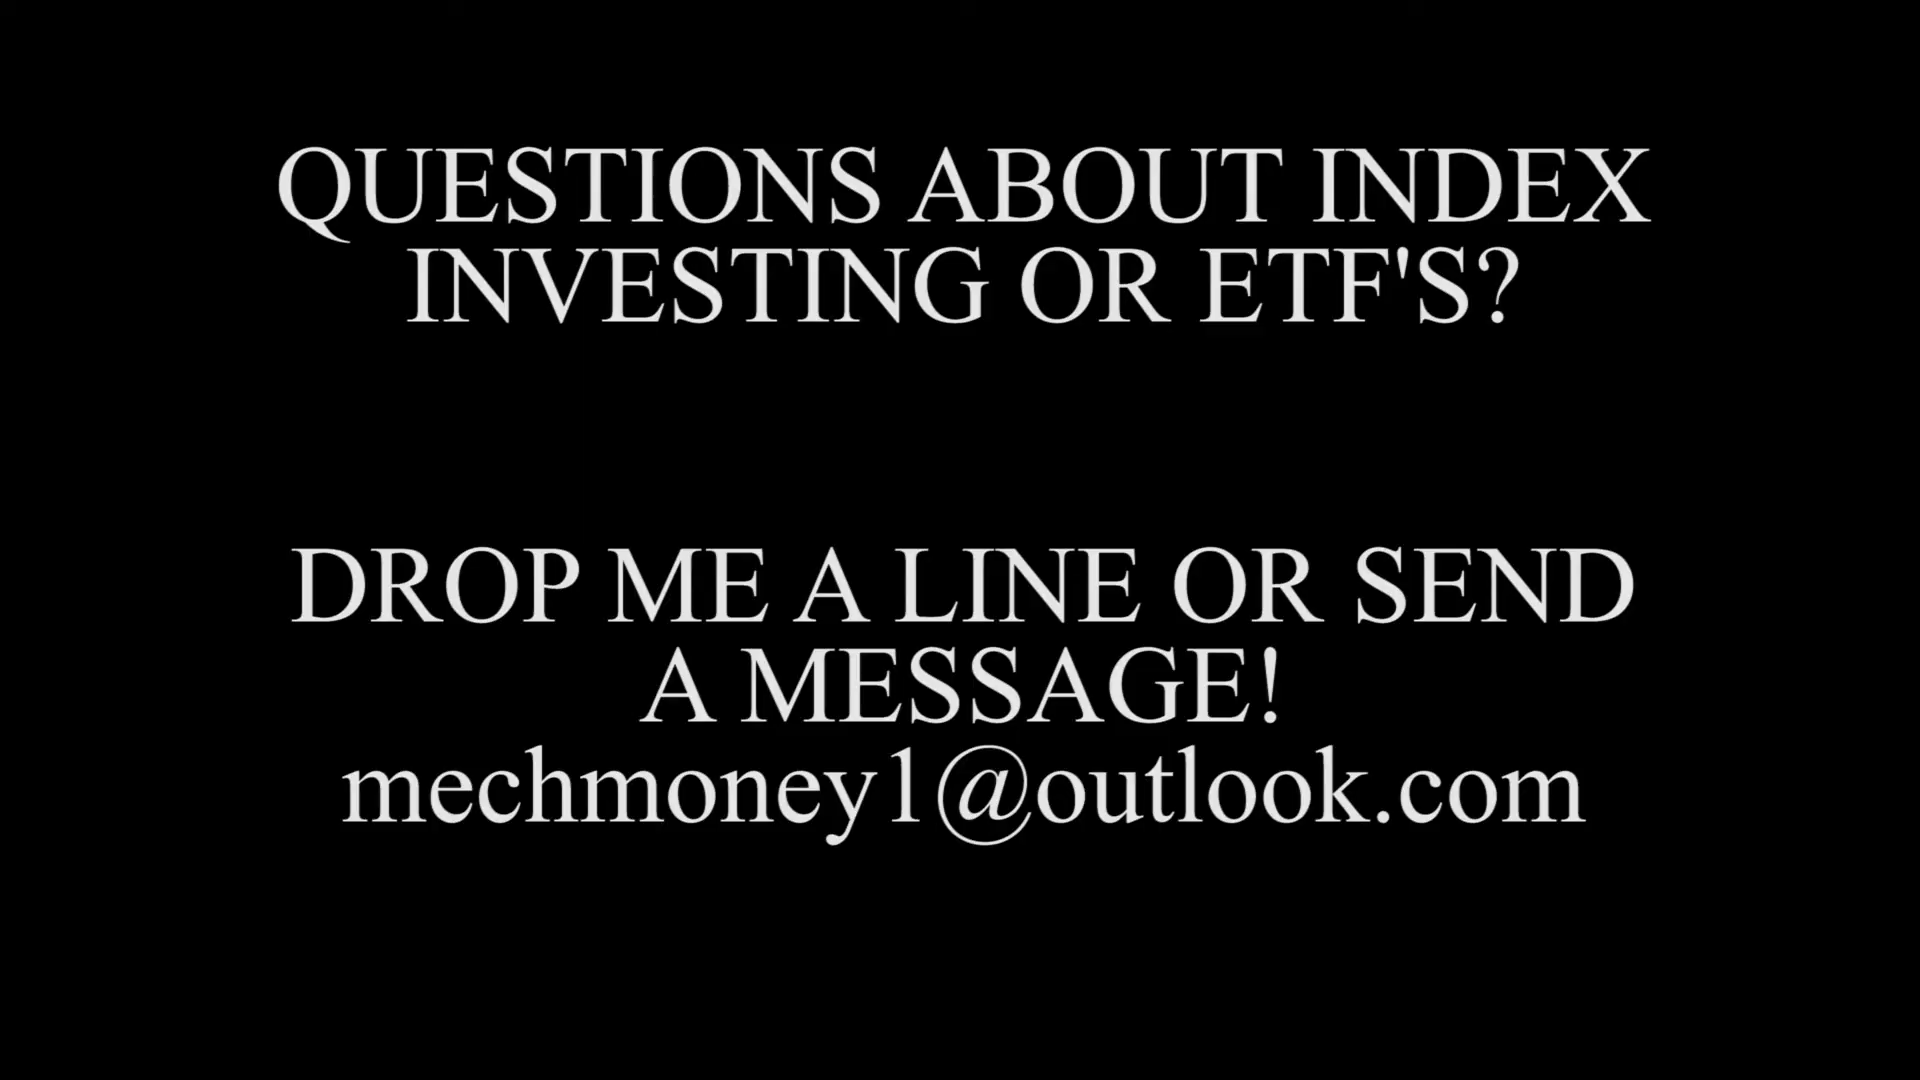 QUESTIONS ABOUT INDEX
INVESTING OR ETF'S?
DROP ME A LINE OR SEND
A MESSAGE!
mechmoney1@outlook.com